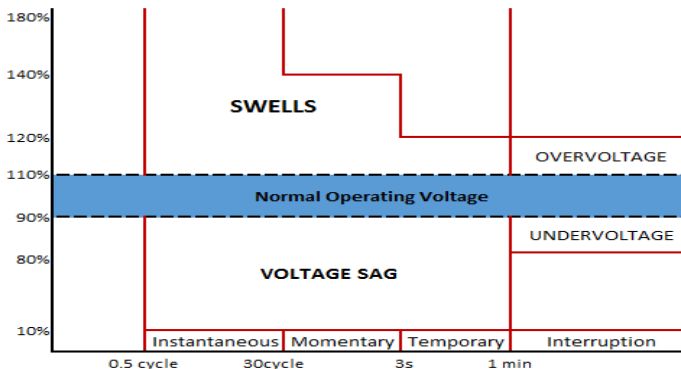 180%
140%
SWELLS
120%
OVERVOLTAGE
110%
Normal Operating Voltage
90%
UNDERVOLTAGE
80%
VOLTAGE SAG
10%
Instantaneous Momentary Temporary Interruption
0.5 cycle 30cycle 3s 1 min